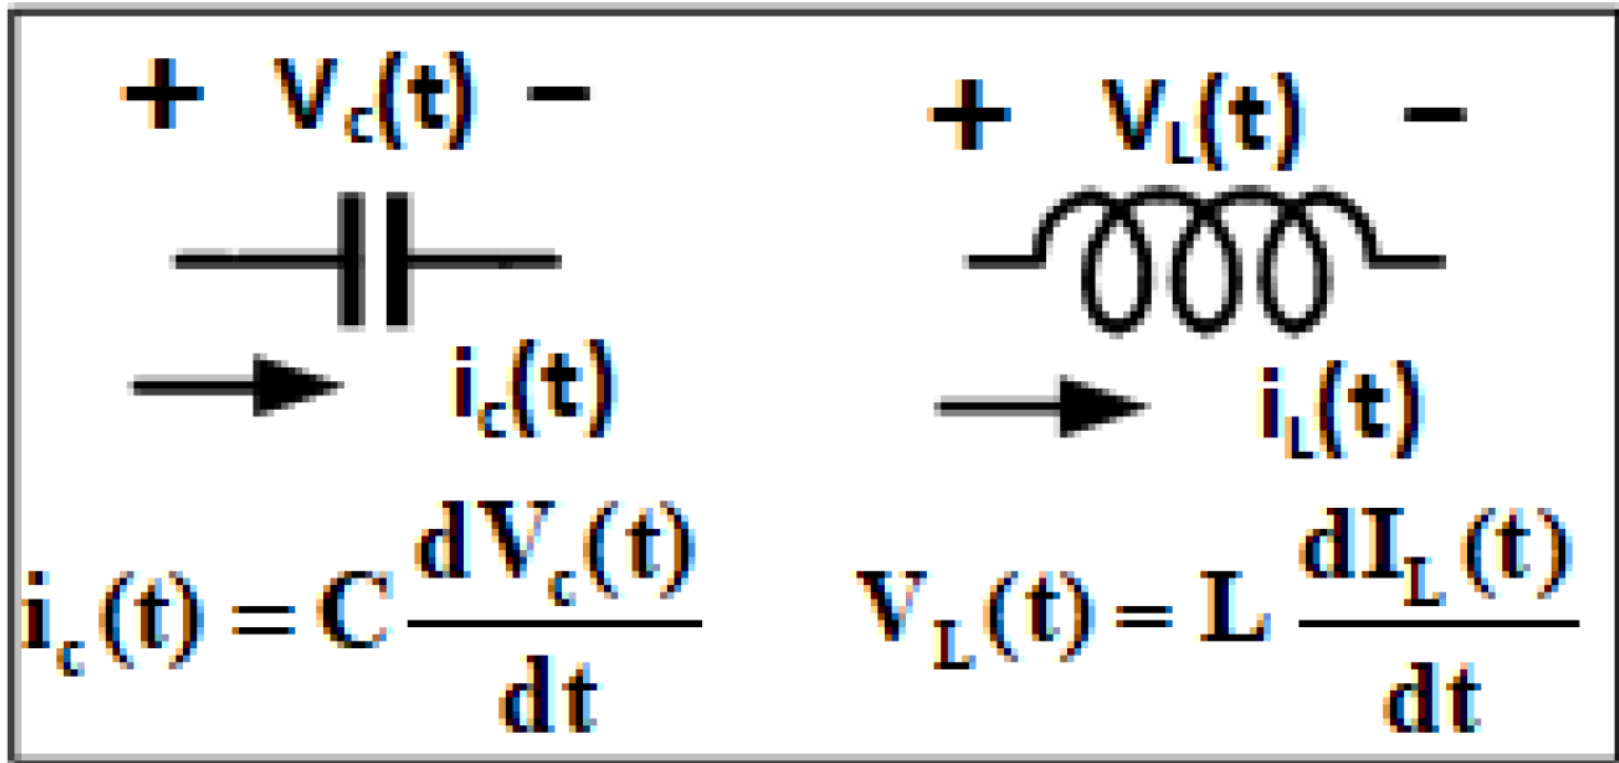 + Vc(t) −
+ VL(t) −
ic(t)
iL(t)
ic(t) = C dVc(t)/dt
VL(t) = L dIL(t)/dt